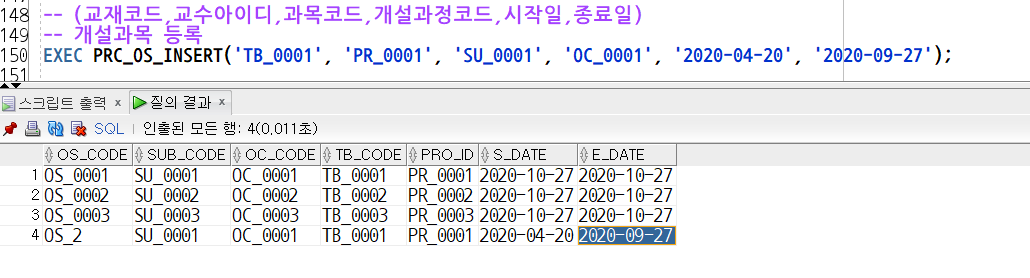 148 -- (교재코드,교수아이디,과목코드,개설과정코드,시작일,종료일)
149 -- 개설과목 등록
150 EXEC PRC_OS_INSERT('TB_0001', 'PR_0001', 'SU_0001', 'OC_0001', '2020-04-20', '2020-09-27');
151
스크립트 출력 × 질의 결과 ×
SQL | 인출된 모든 행: 4(0,011초)
OS_CODE SUB_CODE OC_CODE TB_CODE PRO_ID S_DATE E_DATE
1 OS_0001 SU_0001 OC_0001 TB_0001 PR_0001 2020-10-27 2020-10-27
2 OS_0002 SU_0002 OC_0002 TB_0002 PR_0002 2020-10-27 2020-10-27
3 OS_0003 SU_0003 OC_0003 TB_0003 PR_0003 2020-10-27 2020-10-27
4 OS_2 SU_0001 OC_0001 TB_0001 PR_0001 2020-04-20 2020-09-27